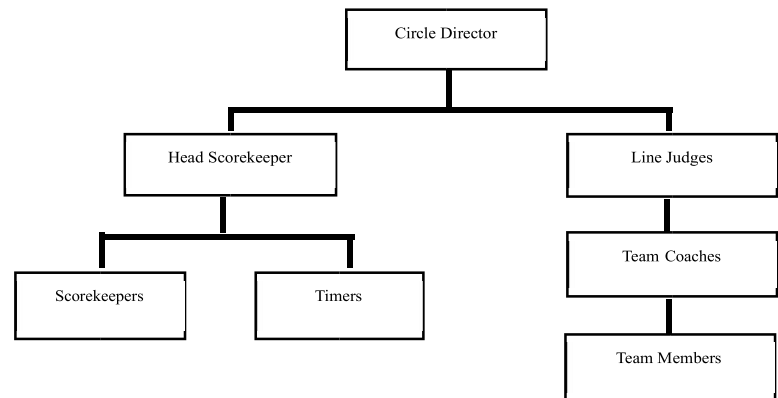 Circle Director
Head Scorekeeper
Line Judges
Team Coaches
Scorekeepers
Timers
Team Members